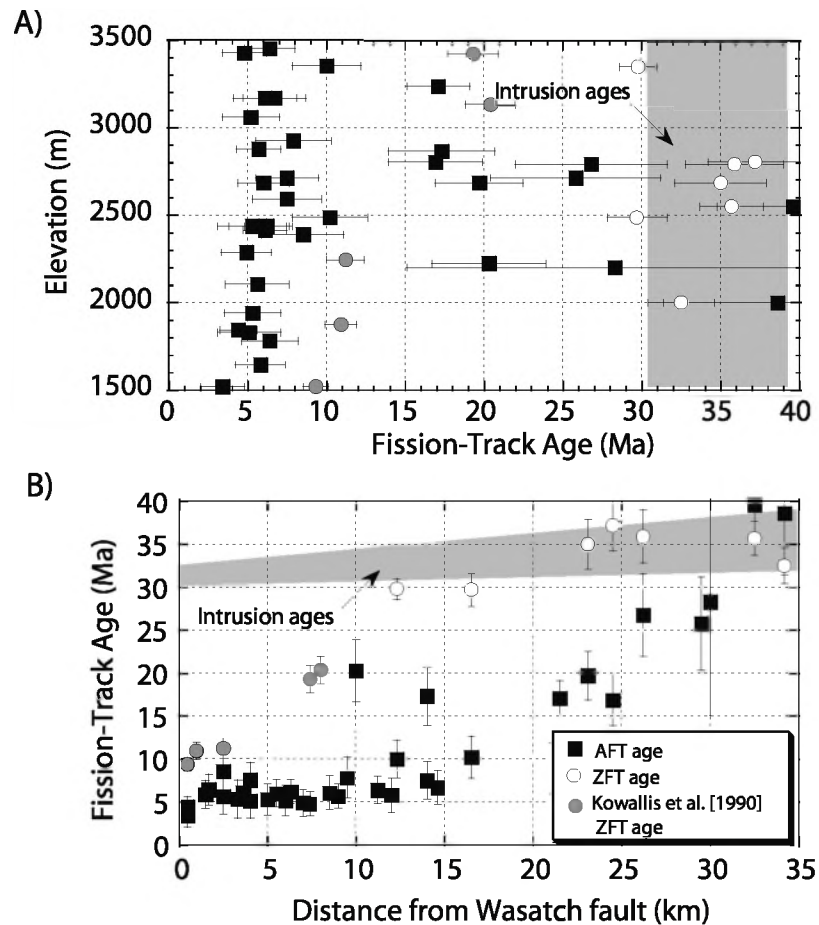 A)
3500
3000
2500
2000
1500
Elevation (m)
Intrusion ages
0 5 10 15 20 25 30 35 40
Fission-Track Age (Ma)
B)
40
35
30
25
20
15
10
5
0
Fission-Track Age (Ma)
Intrusion ages
AFT age
ZFT age
Kowallis et al. [1990]
ZFT age
0 5 10 15 20 25 30 35
Distance from Wasatch fault (km)